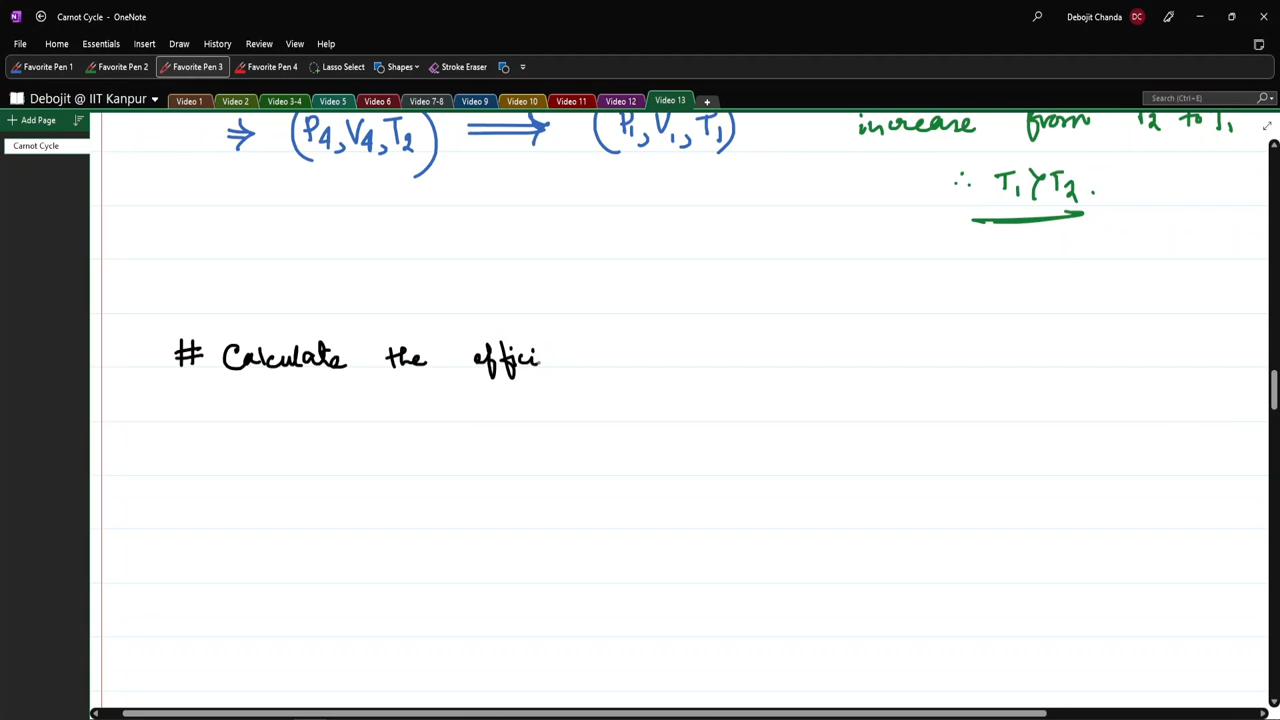 Carnot Cycle - OneNote
Debojit Chanda DC
File Home Essentials Insert Draw History Review View Help
Favorite Pen 1 Favorite Pen 2 Favorite Pen 3 Favorite Pen 4 Lasso Select Shapes Stroke Eraser
Debojit @ IIT Kanpur Video 1 Video 2 Video 3-4 Video 5 Video 6 Video 7-8 Video 9 Video 10 Video 11 Video 12 Video 13 + Search (Ctrl+E)
+ Add Page
Carnot Cycle
⇒ (P4,V4,T2) ⟹ (P1,V1,T1)
increase from T2 to T1
∴ T1>T2.
# Calculate the effici